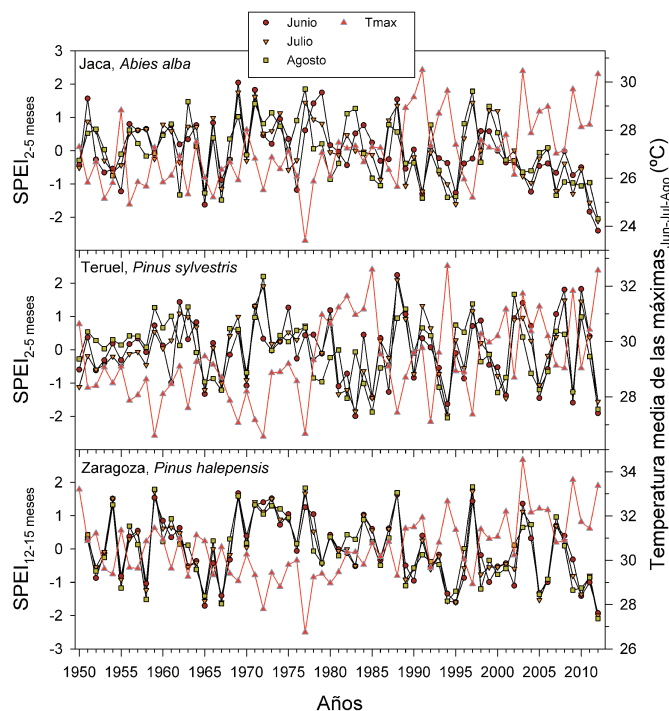 Junio
Tmax
Julio
Agosto
Jaca, Abies alba
3
2
1
0
-1
-2
SPEI2-5 meses
30
28
26
24
Teruel, Pinus sylvestris
2
1
0
-1
-2
SPEI2-5 meses
32
30
28
Zaragoza, Pinus halepensis
2
1
0
-1
-2
-3
SPEI12-15 meses
34
32
30
28
26
Temperatura media de las máximasJun-Jul-Ago (ºC)
1950 1955 1960 1965 1970 1975 1980 1985 1990 1995 2000 2005 2010
Años